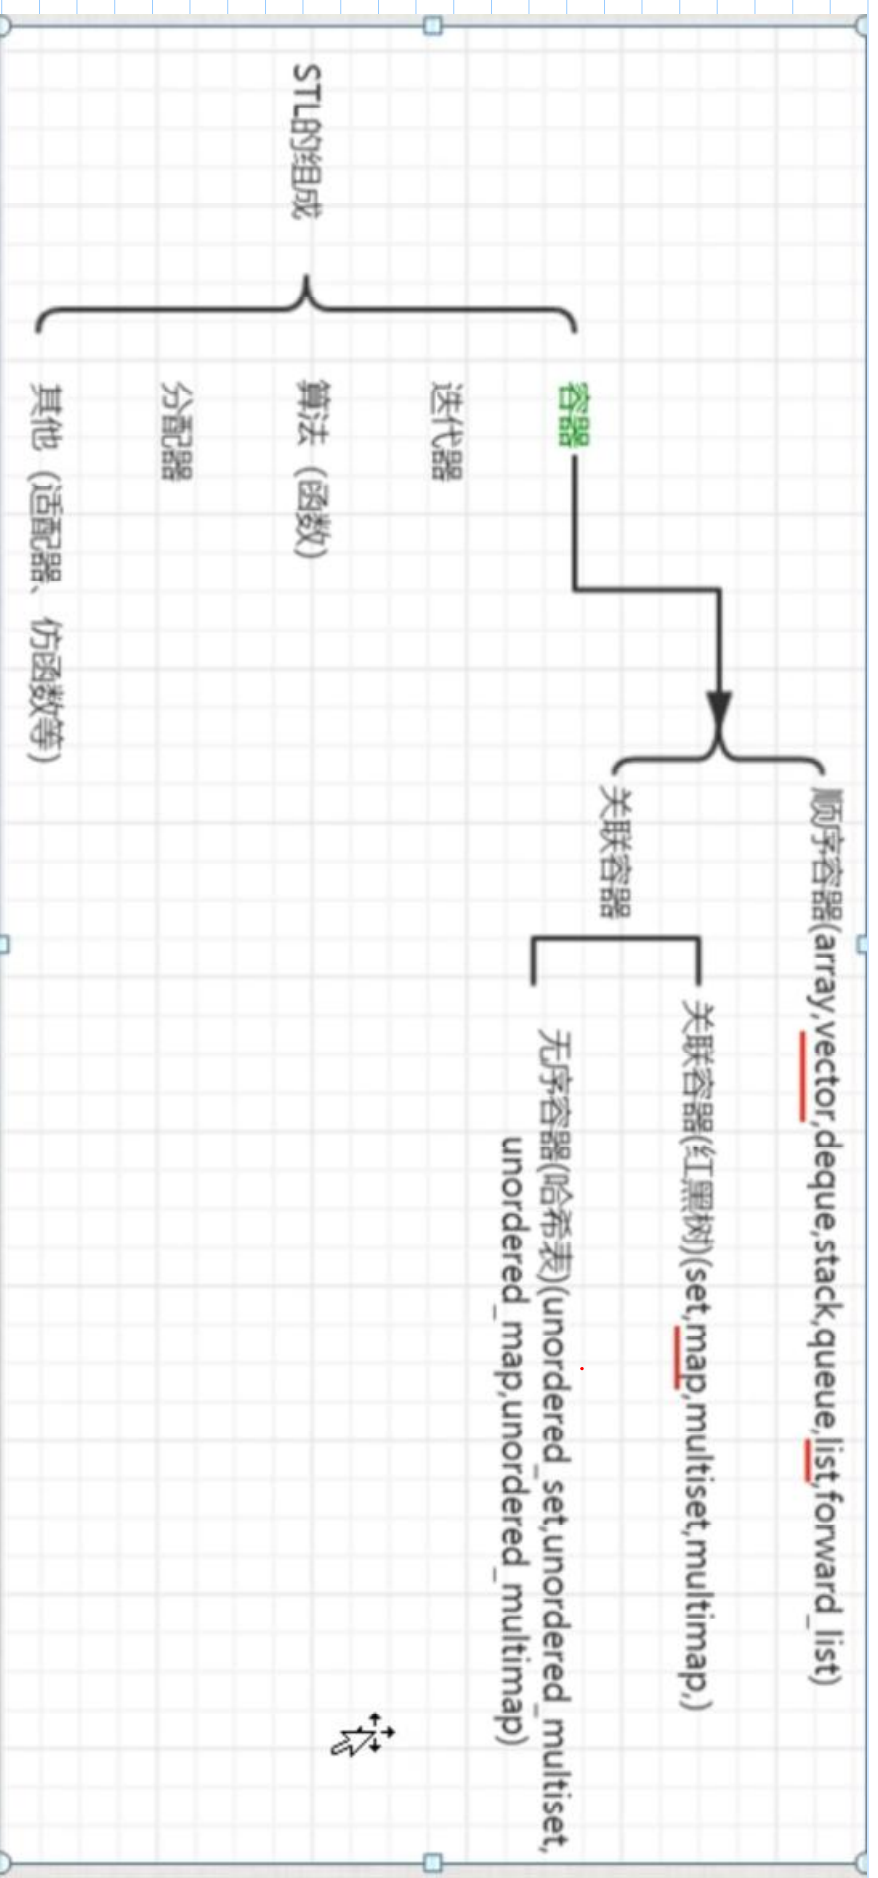 STL的组成
容器
迭代器
算法（函数）
分配器
其他（适配器、仿函数等）
顺序容器(array,vector,deque,stack,queue,list,forward_list)
关联容器
关联容器(红黑树)(set,map,multiset,multimap,)
无序容器(哈希表)(unordered_set,unordered_multiset,
unordered_map,unordered_multimap)